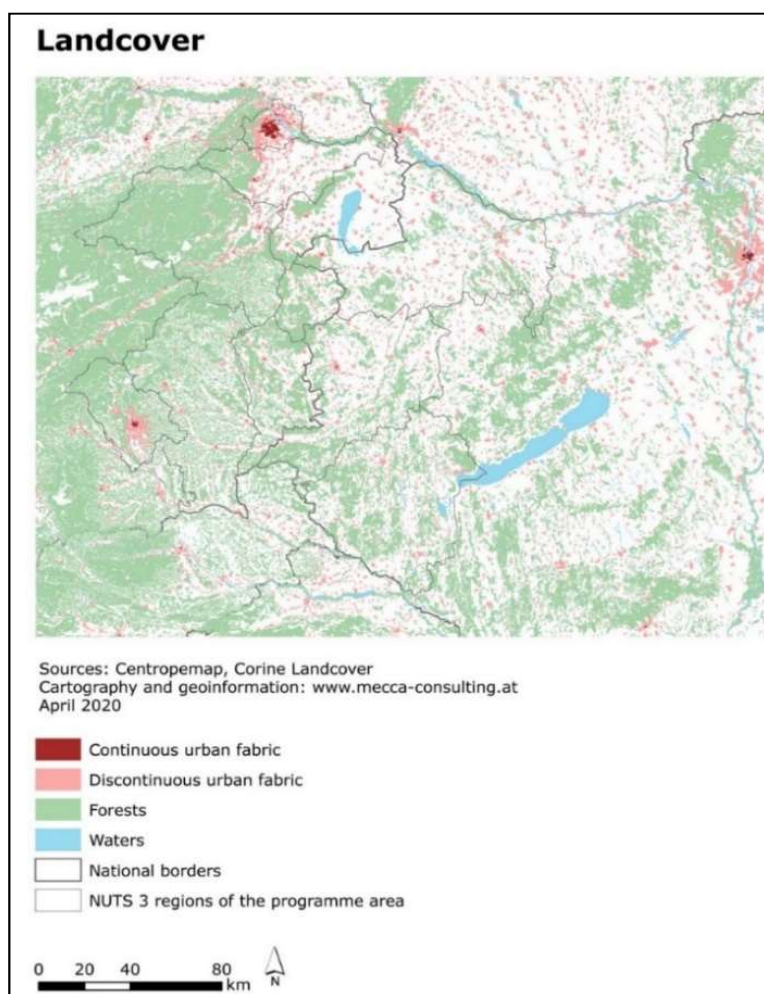 Landcover
Sources: Centropemap, Corine Landcover
Cartography and geoinformation: www.mecca-consulting.at
April 2020
Continuous urban fabric
Discontinuous urban fabric
Forests
Waters
National borders
NUTS 3 regions of the programme area
0 20 40 80
km
N